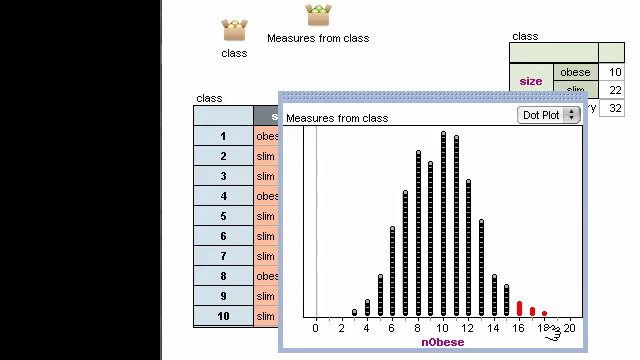 class
Measures from class
class
size
obese
10
slim
22
ry
32
class
s
1
obes
2
slim
3
slim
4
obes
5
slim
6
slim
7
slim
8
obes
9
slim
10
slim
Measures from class
Dot Plot
0 2 4 6 8 10 12 14 16 18 20
nObese